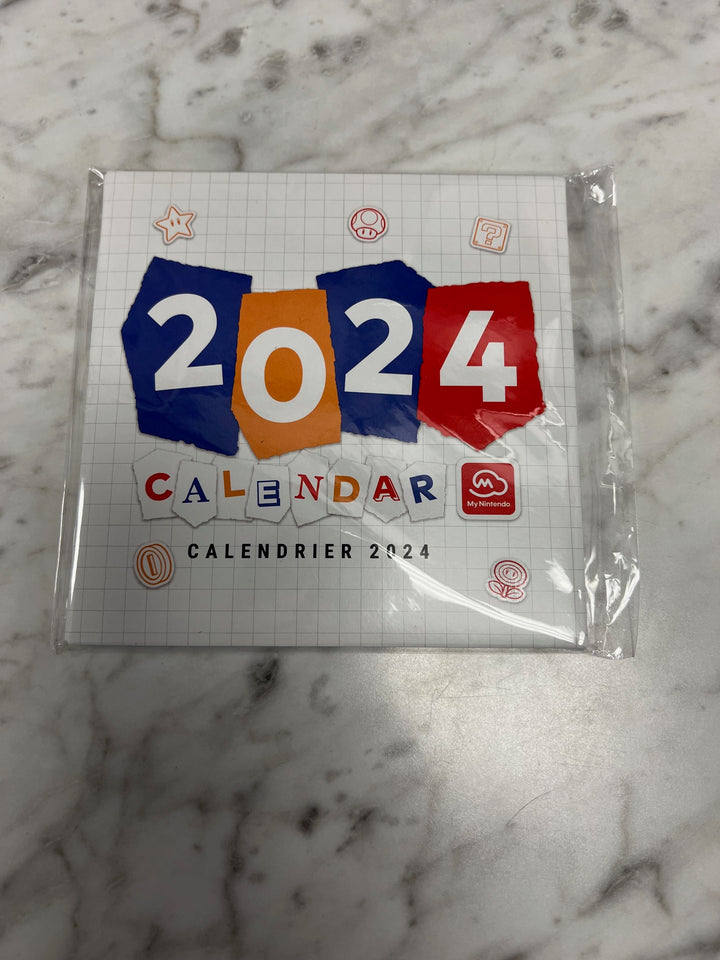 2024
CALENDAR
My Nintendo
CALENDRIER 2024
?